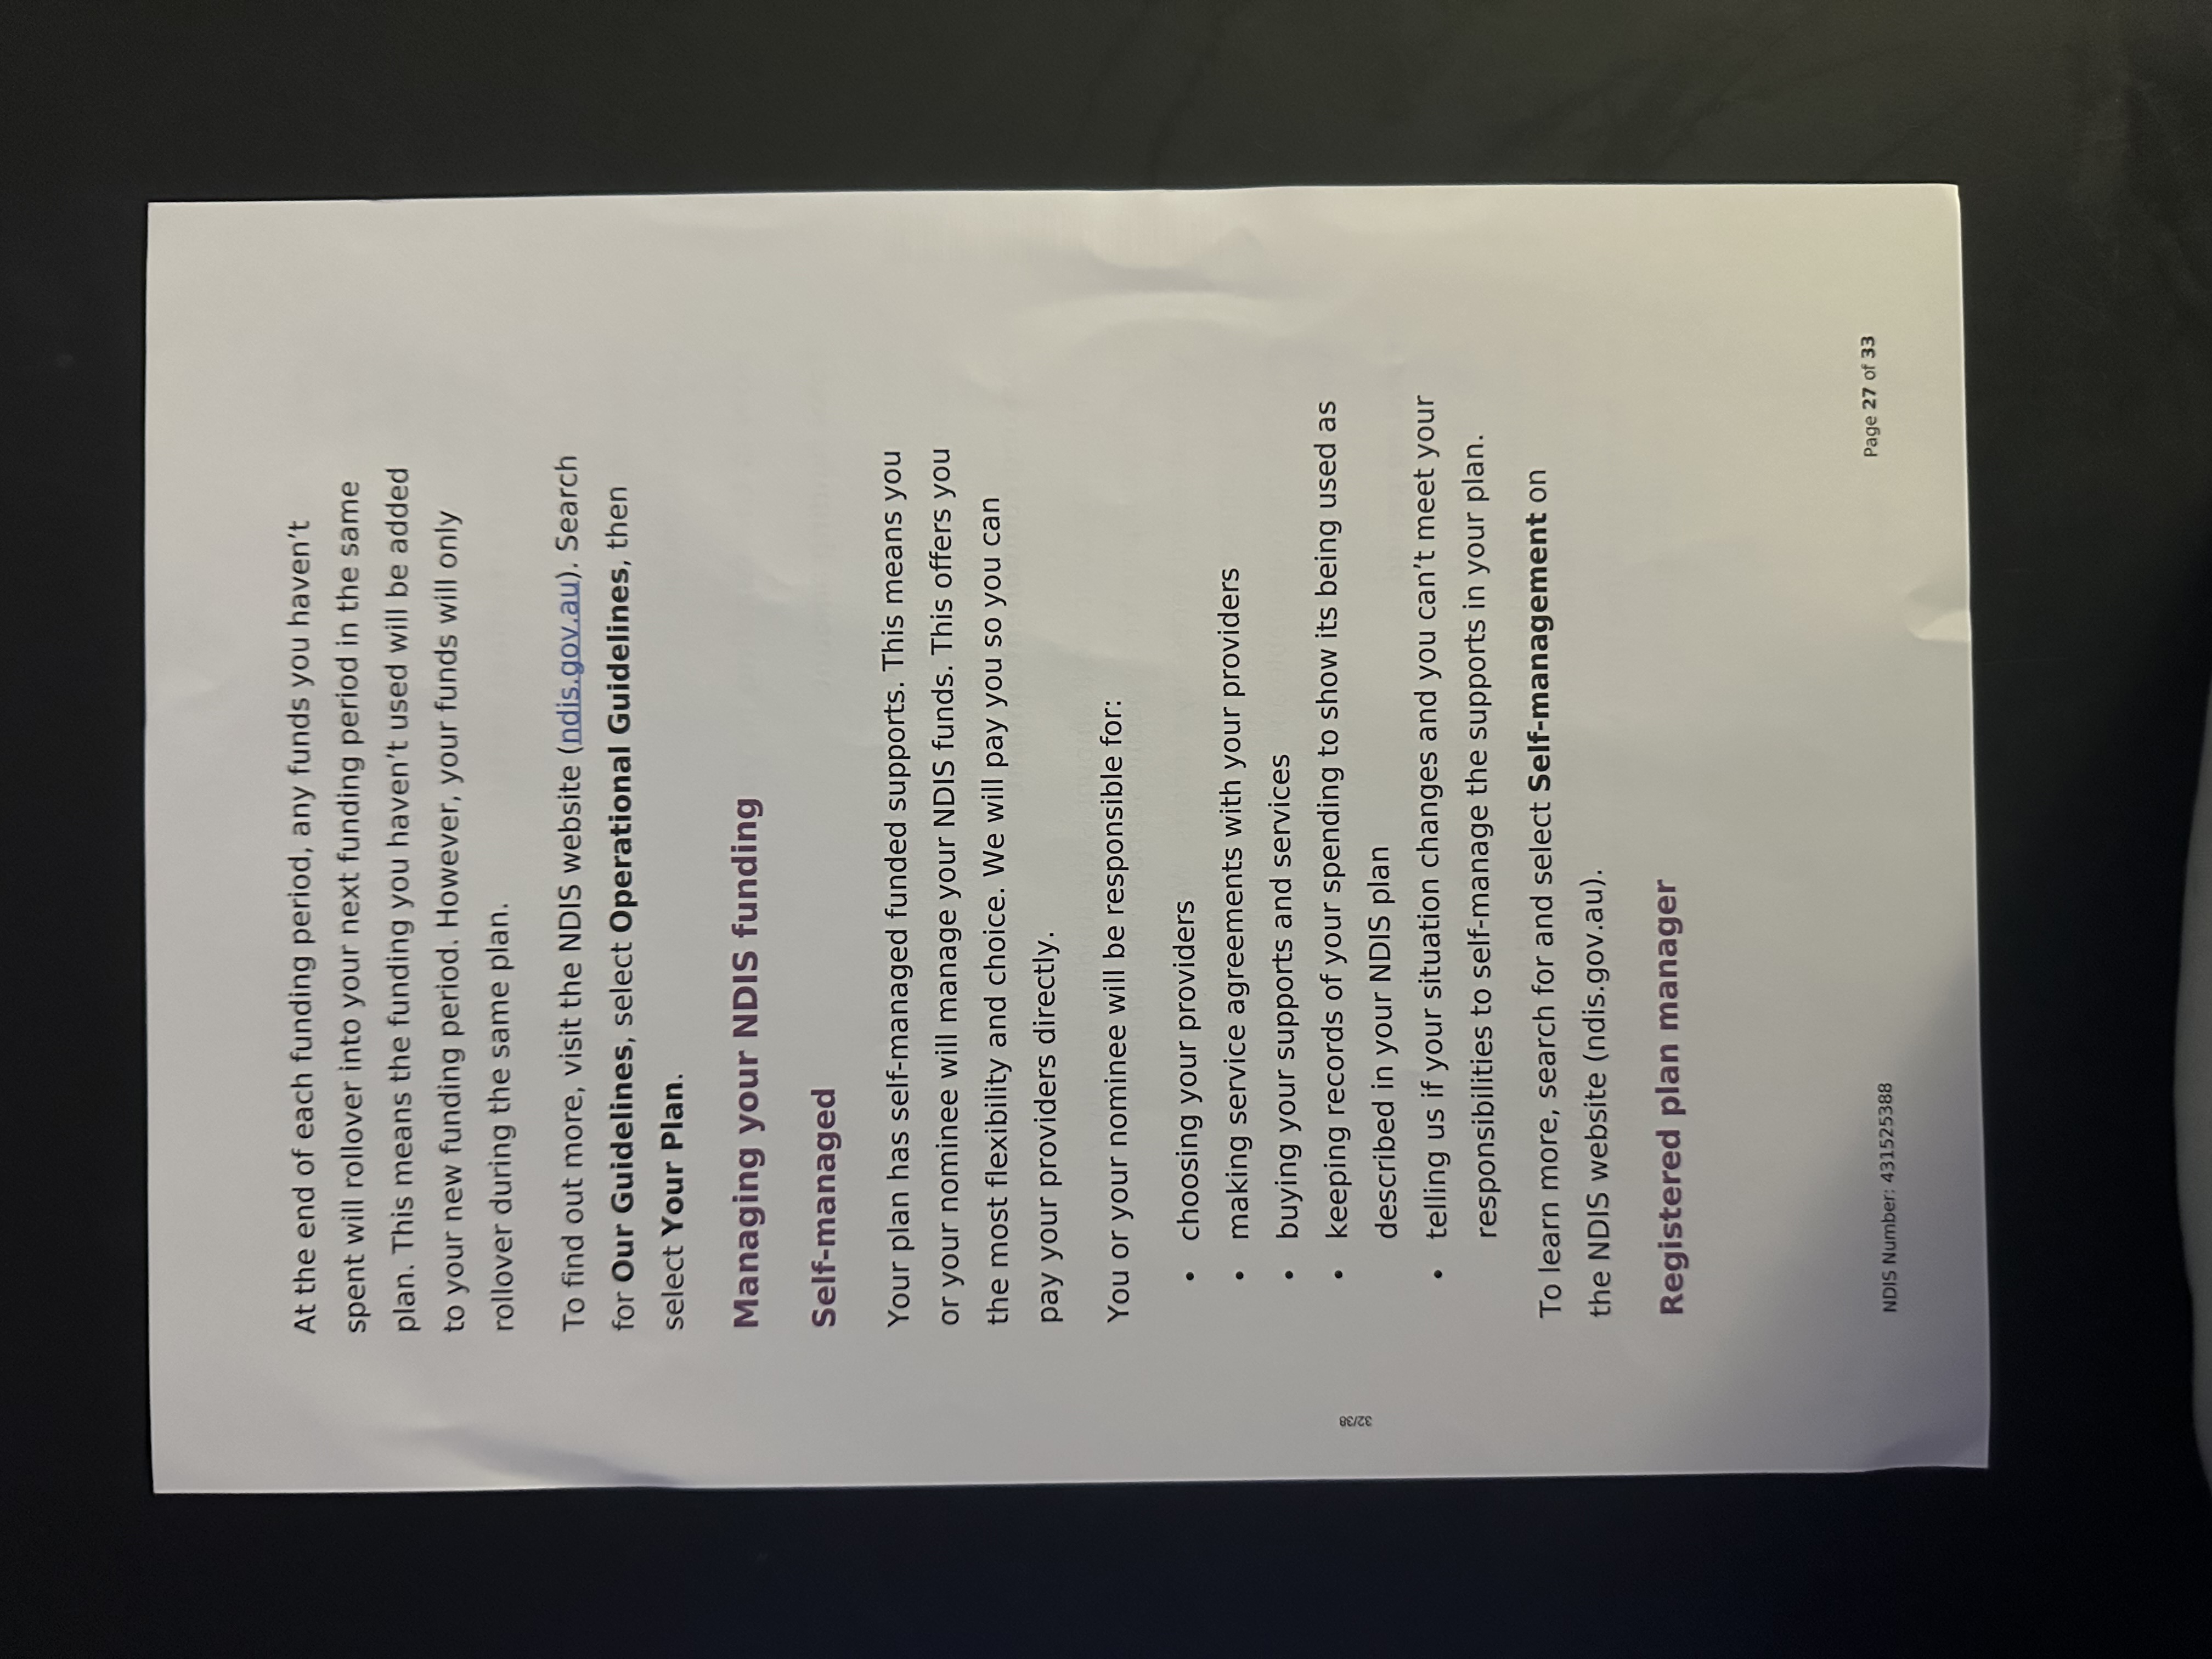 At the end of each funding period, any funds you haven’t
spent will rollover into your next funding period in the same
plan. This means the funding you haven’t used will be added
to your new funding period. However, your funds will only
rollover during the same plan.
To find out more, visit the NDIS website (ndis.gov.au). Search
for Our Guidelines, select Operational Guidelines, then
select Your Plan.
Managing your NDIS funding
Self-managed
Your plan has self-managed funded supports. This means you
or your nominee will manage your NDIS funds. This offers you
the most flexibility and choice. We will pay you so you can
pay your providers directly.
You or your nominee will be responsible for:
• choosing your providers
• making service agreements with your providers
• buying your supports and services
• keeping records of your spending to show its being used as
described in your NDIS plan
• telling us if your situation changes and you can’t meet your
responsibilities to self-manage the supports in your plan.
To learn more, search for and select Self-management on
the NDIS website (ndis.gov.au).
Registered plan manager
32/38
NDIS Number: 431525388
Page 27 of 33